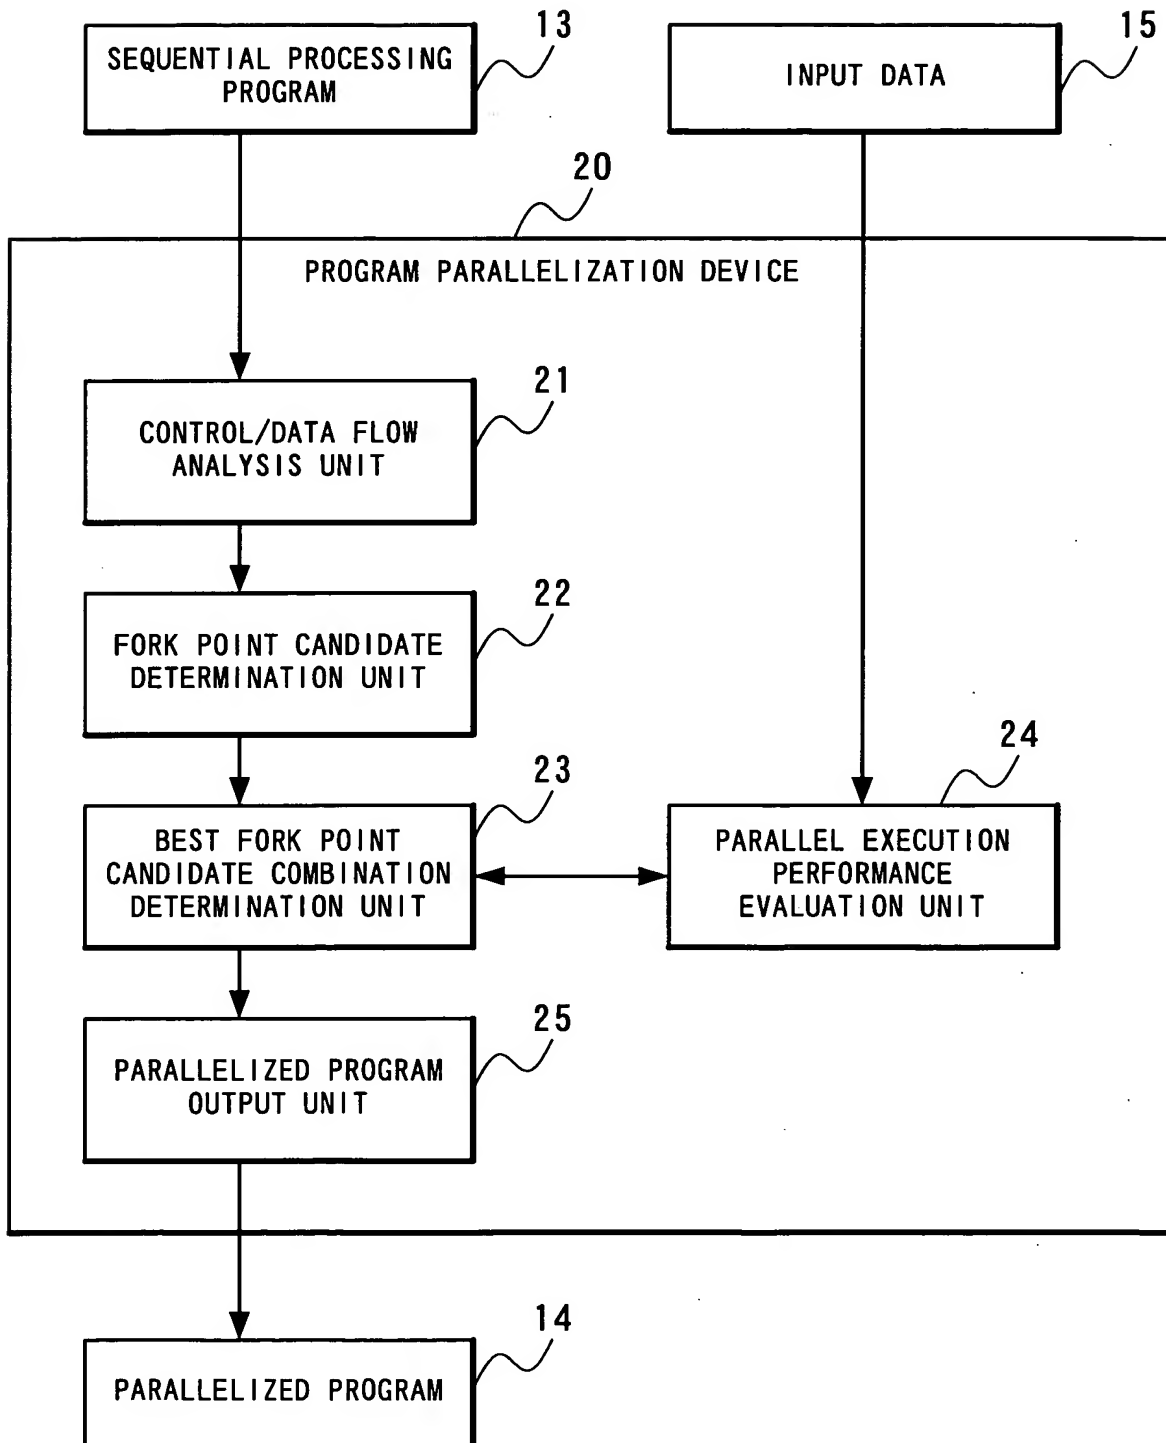 13
SEQUENTIAL PROCESSING
PROGRAM
15
INPUT DATA
20
PROGRAM PARALLELIZATION DEVICE
21
CONTROL/DATA FLOW
ANALYSIS UNIT
22
FORK POINT CANDIDATE
DETERMINATION UNIT
23
BEST FORK POINT
CANDIDATE COMBINATION
DETERMINATION UNIT
24
PARALLEL EXECUTION
PERFORMANCE
EVALUATION UNIT
25
PARALLELIZED PROGRAM
OUTPUT UNIT
14
PARALLELIZED PROGRAM